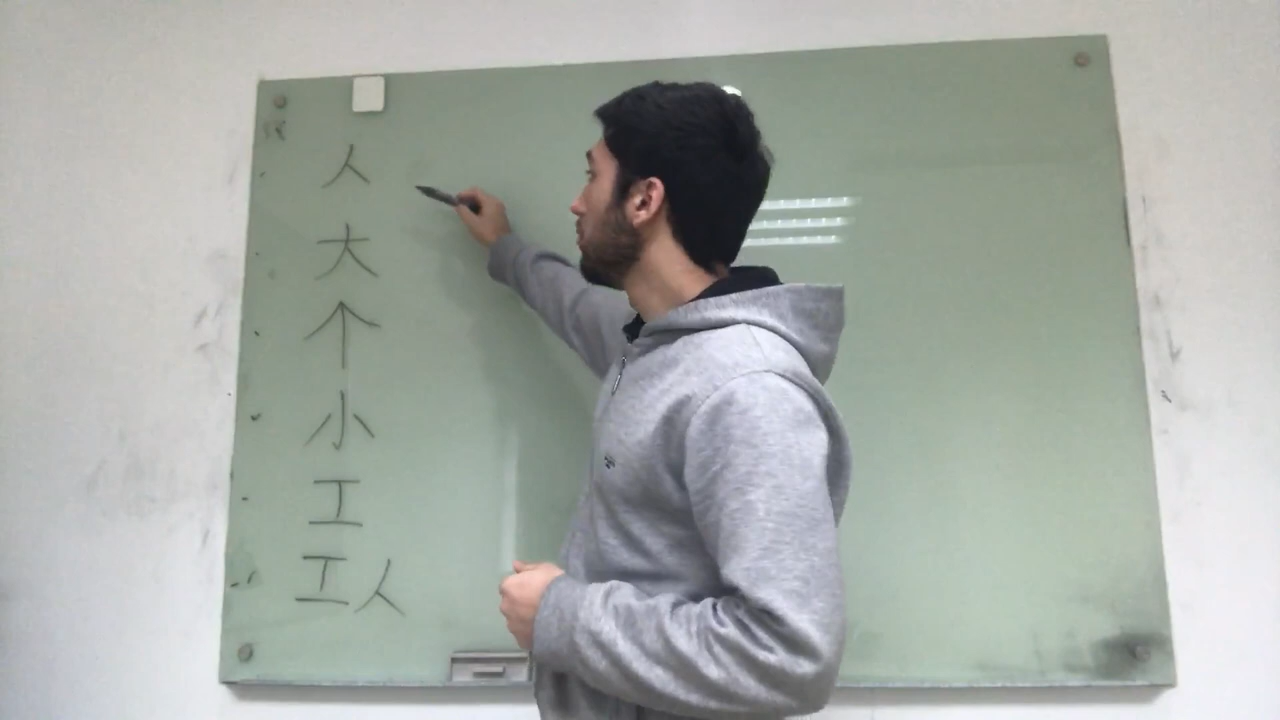 人
大
个
小
工
工人